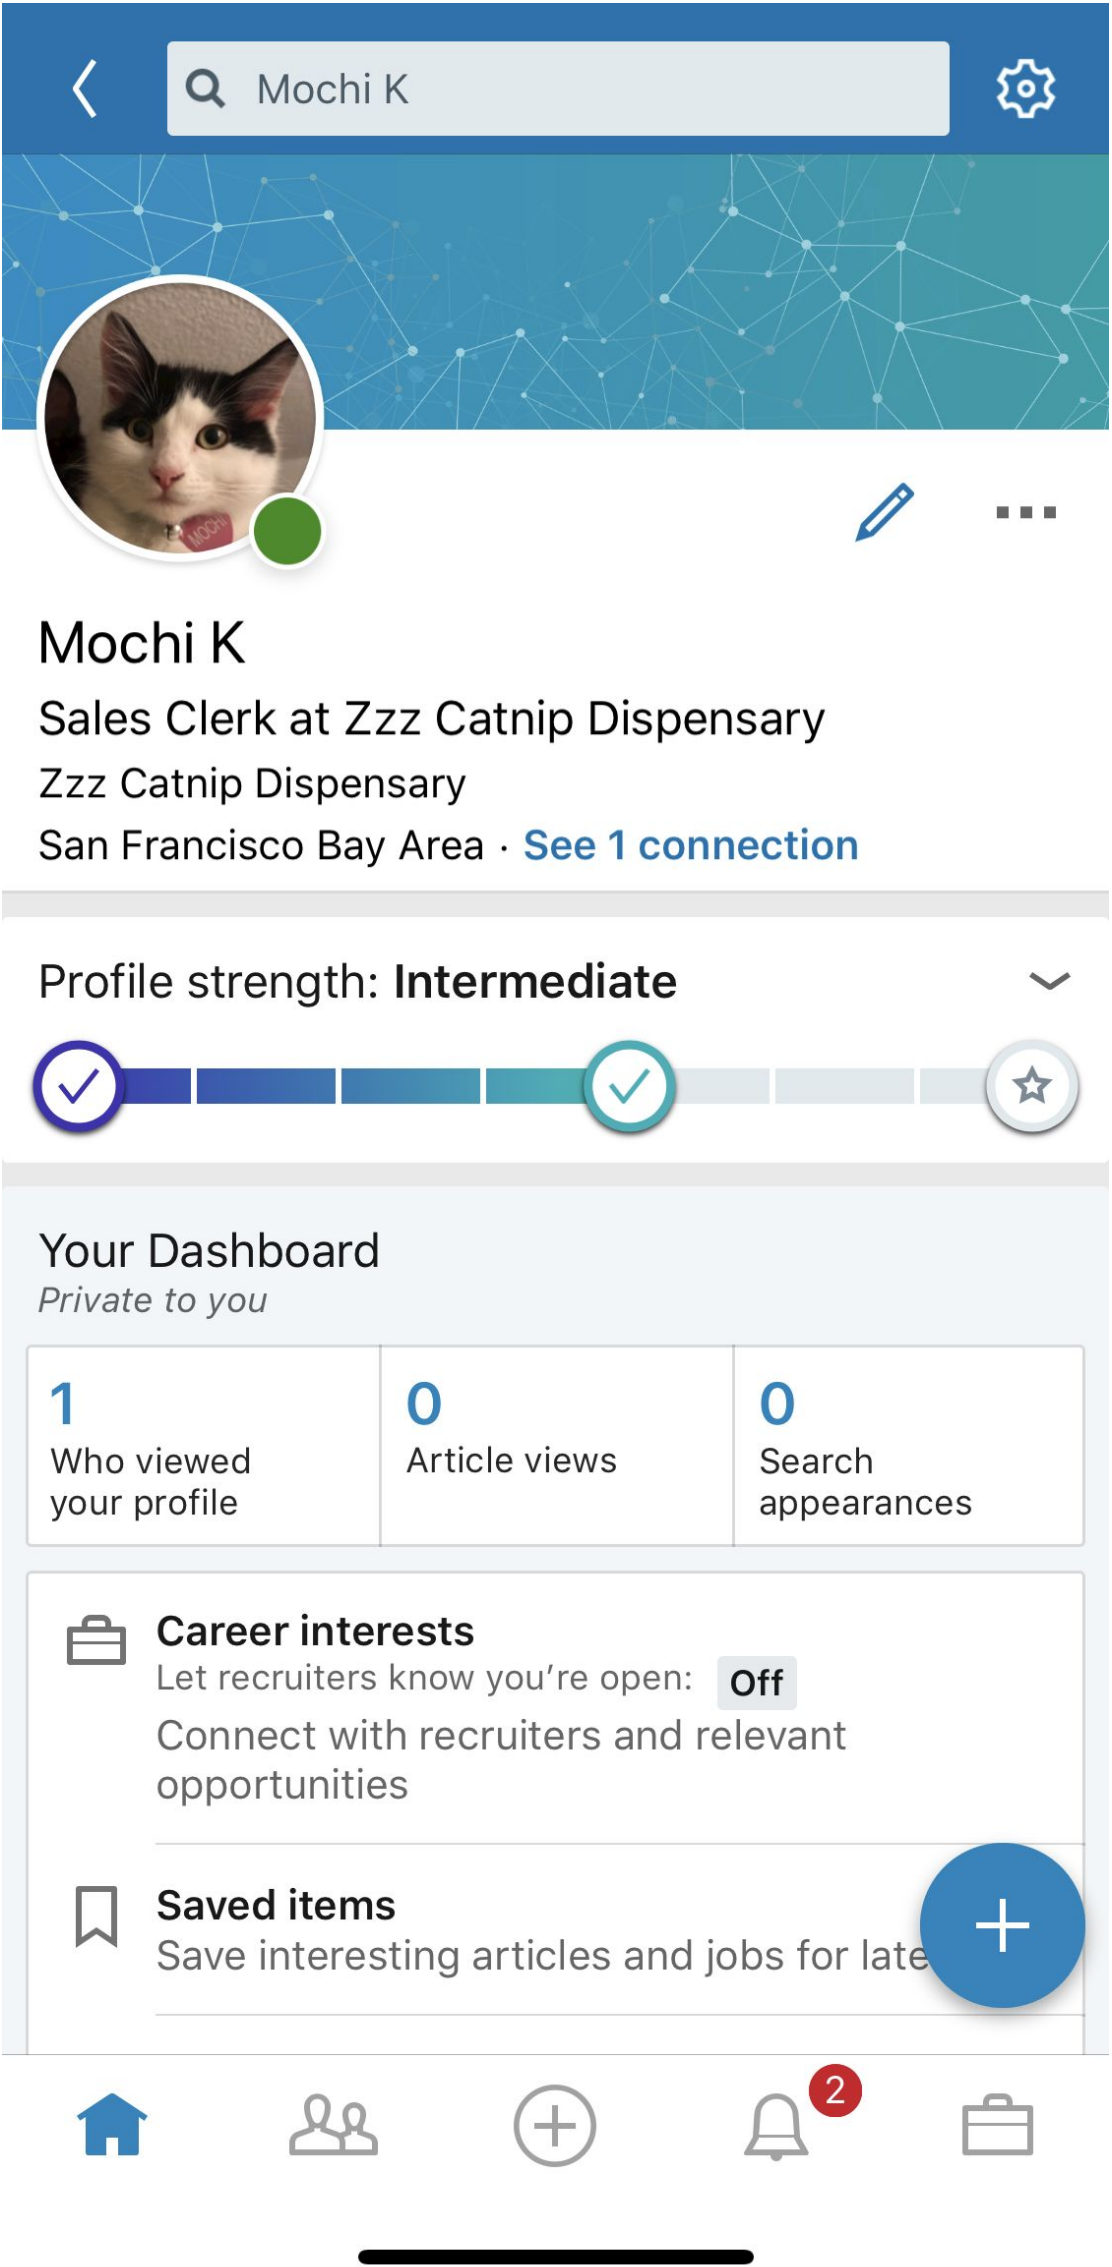 Mochi K
MOCHI
Mochi K
Sales Clerk at Zzz Catnip Dispensary
Zzz Catnip Dispensary
San Francisco Bay Area · See 1 connection
Profile strength: Intermediate
Your Dashboard
Private to you
1
Who viewed
your profile
0
Article views
0
Search
appearances
Career interests
Let recruiters know you’re open: Off
Connect with recruiters and relevant
opportunities
Saved items
Save interesting articles and jobs for late
2